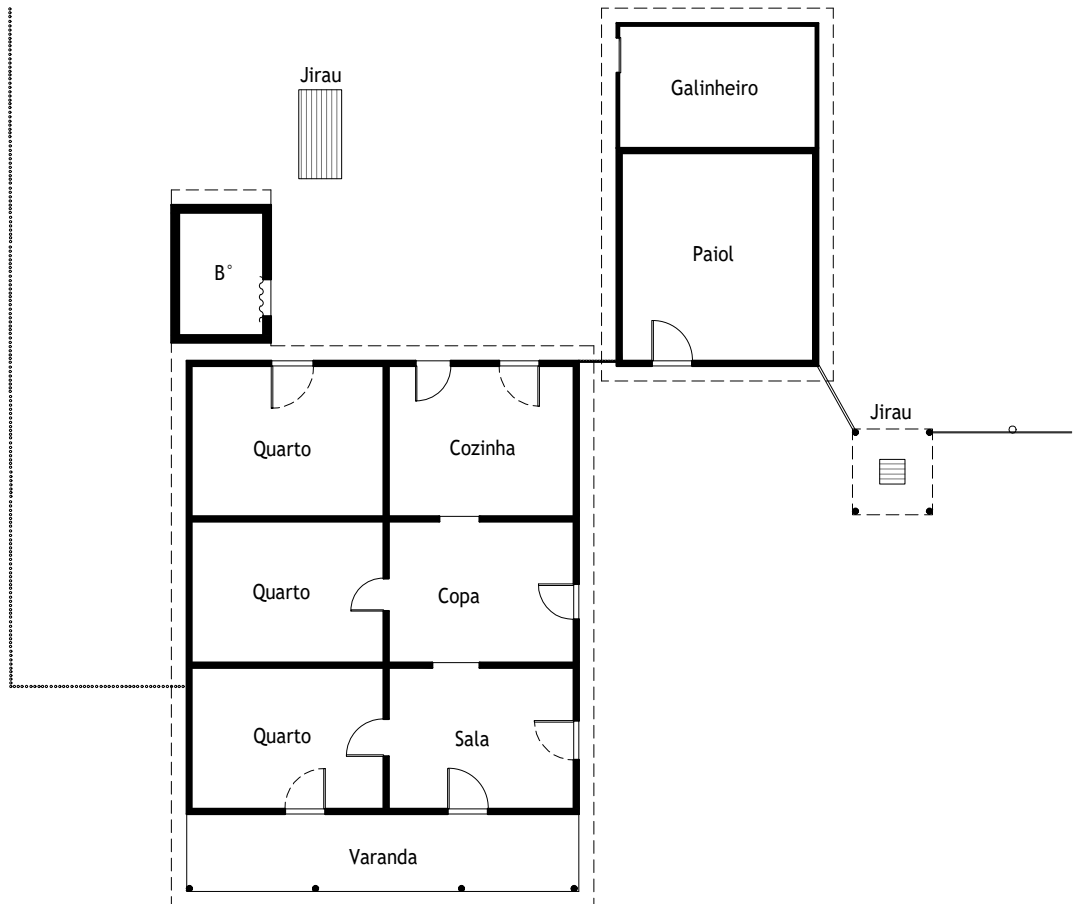 Jirau
Galinheiro
B°
Paiol
Jirau
Quarto
Cozinha
Quarto
Copa
Quarto
Sala
Varanda